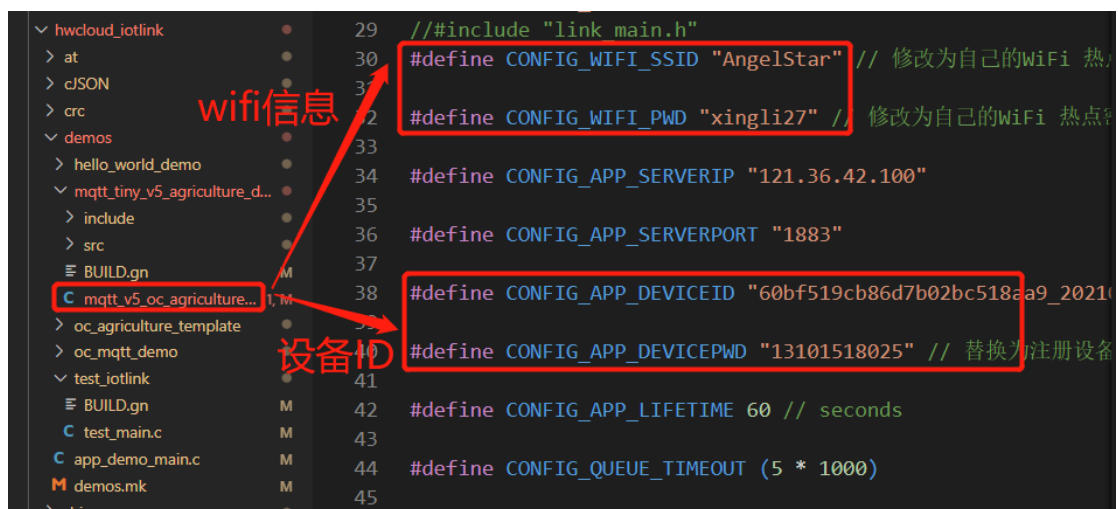 hwcloud_iotlink
at
cJSON
crc
demos
hello_world_demo
mqtt_tiny_v5_agriculture_d...
include
src
BUILD.gn M
mqtt_v5_oc_agriculture... 1, M
oc_agriculture_template
oc_mqtt_demo
test_iotlink
BUILD.gn M
test_main.c M
app_demo_main.c M
demos.mk M
wifi信息
设备ID
29 //#include "link_main.h"
30 #define CONFIG_WIFI_SSID "AngelStar" // 修改为自己的WiFi 热
31
32 #define CONFIG_WIFI_PWD "xingli27" // 修改为自己的WiFi 热点
33
34 #define CONFIG_APP_SERVERIP "121.36.42.100"
35
36 #define CONFIG_APP_SERVERPORT "1883"
37
38 #define CONFIG_APP_DEVICEID "60bf519cb86d7b02bc518aa9_2021
39
40 #define CONFIG_APP_DEVICEPWD "13101518025" // 替换为注册设备
41
42 #define CONFIG_APP_LIFETIME 60 // seconds
43
44 #define CONFIG_QUEUE_TIMEOUT (5 * 1000)
45